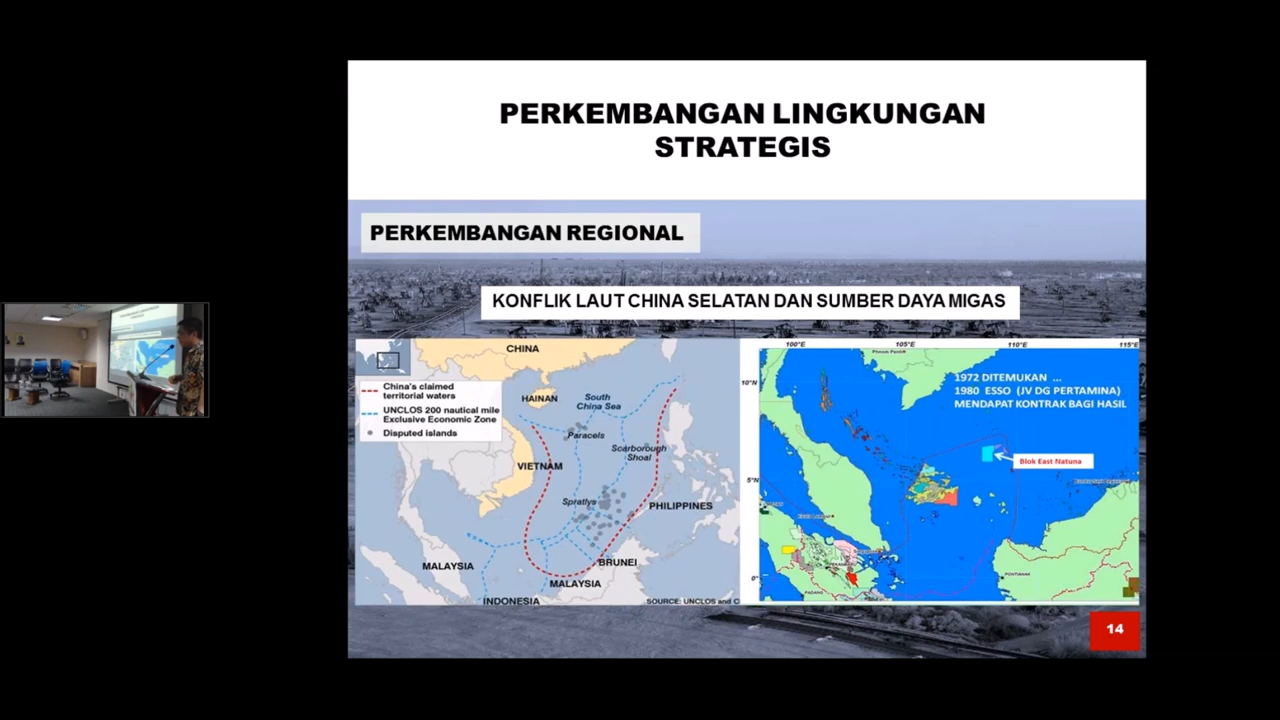 PERKEMBANGAN LINGKUNGAN
STRATEGIS
PERKEMBANGAN REGIONAL
KONFLIK LAUT CHINA SELATAN DAN SUMBER DAYA MIGAS
China's claimed
territorial waters
UNCLOS 200 nautical mile
Exclusive Economic Zone
Disputed islands
CHINA
HAINAN
South
China Sea
Paracels
Scarborough
Shoal
VIETNAM
Spratlys
PHILIPPINES
MALAYSIA
BRUNEI
MALAYSIA
INDONESIA
SOURCE: UNCLOS and C
100°E
105°E
110°E
115°E
10°N
5°N
0°
1972 DITEMUKAN ...
1980 ESSO (JV DG PERTAMINA)
MENDAPAT KONTRAK BAGI HASIL
Blok East Natuna
PONTIANAK
PADANG
14